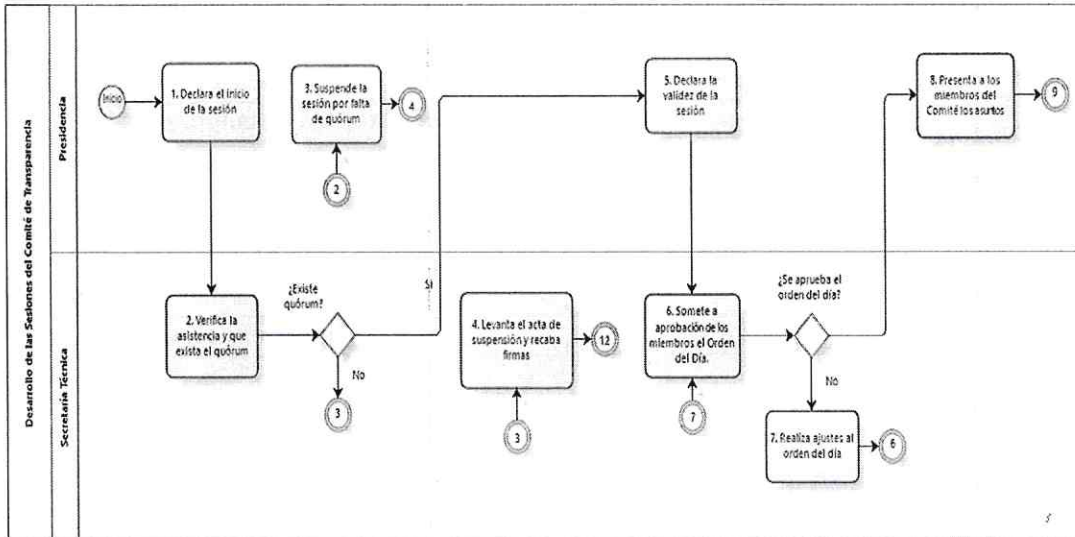 Desarrollo de las Sesiones del Comité de Transparencia
Presidencia
Inicio
1. Declara el inicio
de la sesión
3. Suspende la
sesión por falta
de quórum
4
2
5. Declara la
validez de la
sesión
8. Presenta a los
miembros del
Comité los asuntos
9
Secretaría Técnica
2. Verifica la
asistencia y que
exista el quórum
¿Existe
quórum?
Si
No
3
4. Levanta el acta de
suspensión y recaba
firmas
12
3
6. Somete a
aprobación de los
miembros el Orden
del Día.
7
¿Se aprueba el
orden del día?
No
7. Realiza ajustes al
orden del día
6